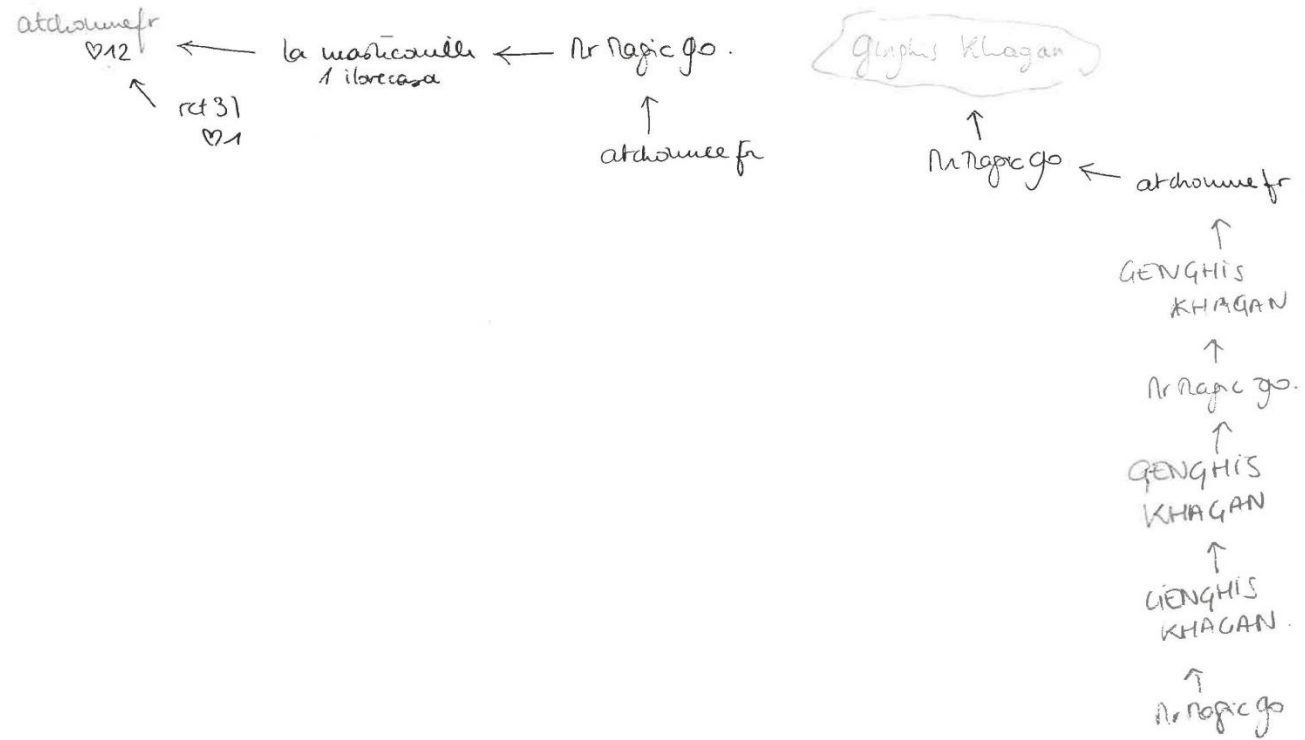 atchoumefr
♡12 ← la masticouille ← Mr Magic go.
1 ilovecasa
rct31
♡1
atchoumefr
Genghis Khagan
Mr Magic go ← atchoumefr
GENGHIS
KHAGAN
Mr Magic go.
GENGHIS
KHAGAN
GENGHIS
KHAGAN.
Mr Magic go